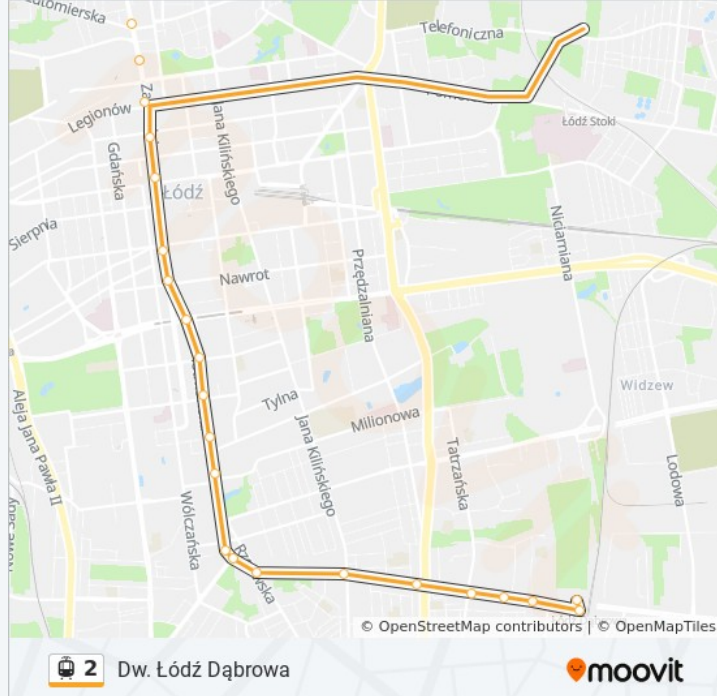 Telefoniczna
Legionów
Gdańska
Jana Kilińskiego
Łódź Stoki
Łódź
Sierpnia
Niciarniana
Nawrot
Przędzalniana
Widzew
Tylna
Milionowa
Aleja Jana Pawła II
Jana Kilińskiego
Tatrzańska
Lodowa
Wólczańska
© OpenStreetMap contributors | © OpenMapTiles
2 Dw. Łódź Dąbrowa
moovit